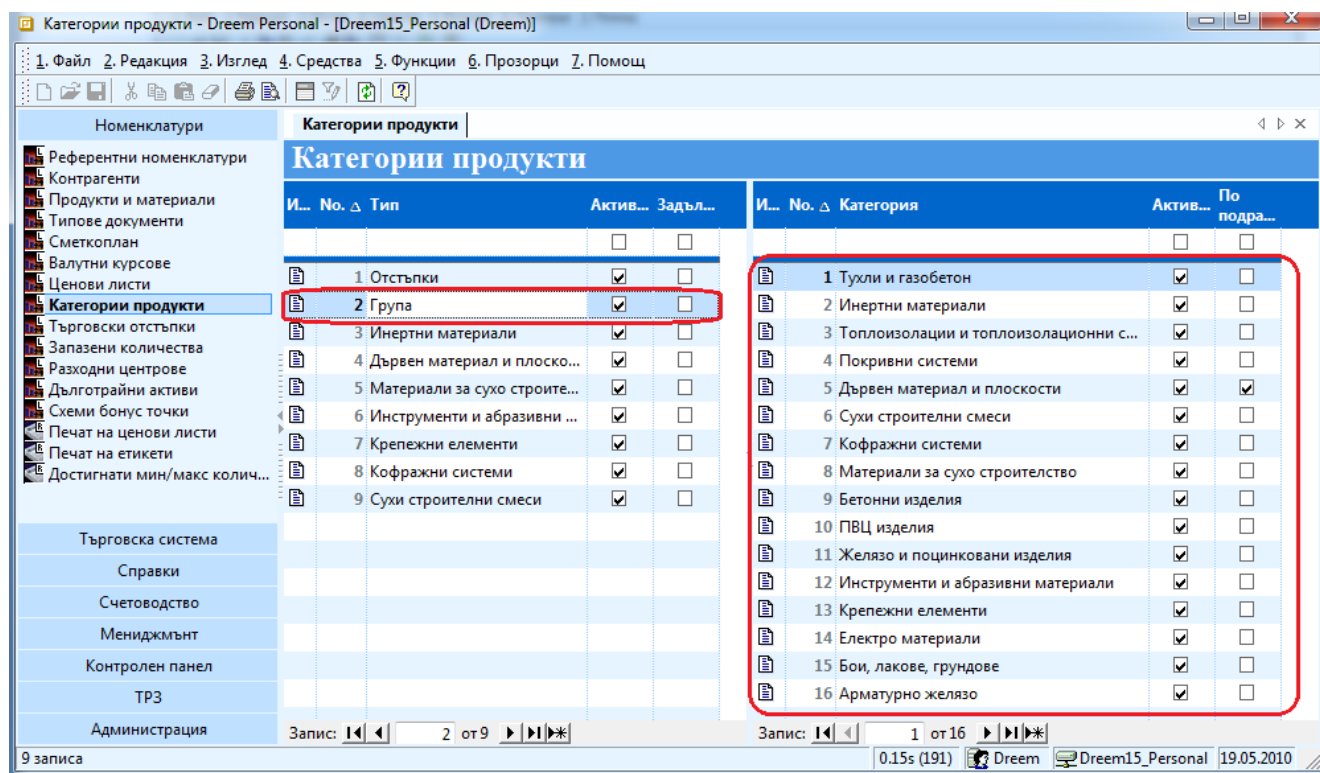 Категории продукти - Dreem Personal - [Dreem15_Personal (Dreem)]
1. Файл 2. Редакция 3. Изглед 4. Средства 5. Функции 6. Прозорци 7. Помощ
Номенклатури
Референтни номенклатури
Контрагенти
Продукти и материали
Типове документи
Сметкоплан
Валутни курсове
Ценови листи
Категории продукти
Търговски отстъпки
Запазени количества
Разходни центрове
Дълготрайни активи
Схеми бонус точки
Печат на ценови листи
Печат на етикети
Достигнати мин/макс колич...
Търговска система
Справки
Счетоводство
Мениджмънт
Контролен панел
ТРЗ
Администрация
Категории продукти
Категории продукти
И... No. Тип Актив... Задъл...
1 Отстъпки
2 Група
3 Инертни материали
4 Дървен материал и плоско...
5 Материали за сухо строите...
6 Инструменти и абразивни ...
7 Крепежни елементи
8 Кофражни системи
9 Сухи строителни смеси
Запис: 2 от 9
И... No. Категория Актив... По подра...
1 Тухли и газобетон
2 Инертни материали
3 Топлоизолации и топлоизолационни с...
4 Покривни системи
5 Дървен материал и плоскости
6 Сухи строителни смеси
7 Кофражни системи
8 Материали за сухо строителство
9 Бетонни изделия
10 ПВЦ изделия
11 Желязо и поцинковани изделия
12 Инструменти и абразивни материали
13 Крепежни елементи
14 Електро материали
15 Бои, лакове, грундове
16 Арматурно желязо
Запис: 1 от 16
9 записа 0.15s (191) Dreem Dreem15_Personal 19.05.2010